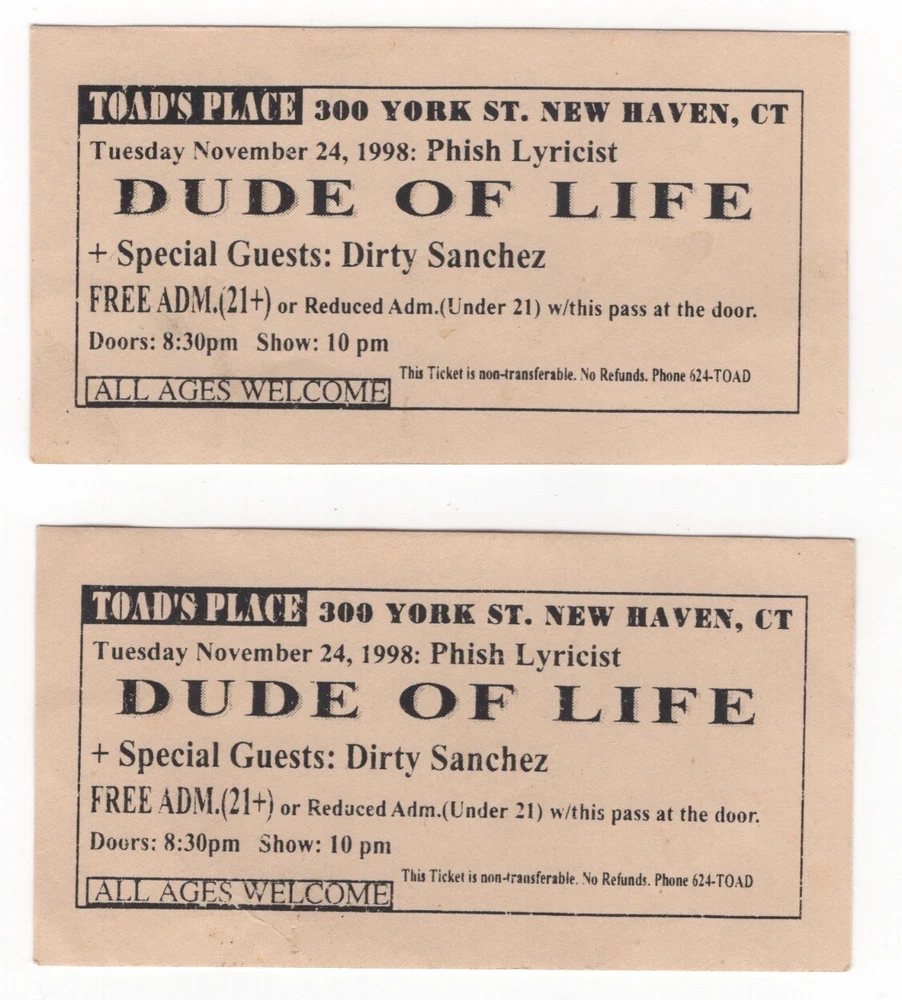 TOAD'S PLACE 300 YORK ST. NEW HAVEN, CT
Tuesday November 24, 1998: Phish Lyricist
DUDE OF LIFE
+ Special Guests: Dirty Sanchez
FREE ADM.(21+) or Reduced Adm.(Under 21) w/this pass at the door.
Doors: 8:30pm Show: 10 pm
This Ticket is non-transferable. No Refunds. Phone 624-TOAD
ALL AGES WELCOME
TOAD'S PLACE 300 YORK ST. NEW HAVEN, CT
Tuesday November 24, 1998: Phish Lyricist
DUDE OF LIFE
+ Special Guests: Dirty Sanchez
FREE ADM.(21+) or Reduced Adm.(Under 21) w/this pass at the door.
Doors: 8:30pm Show: 10 pm
This Ticket is non-transferable. No Refunds. Phone 624-TOAD
ALL AGES WELCOME